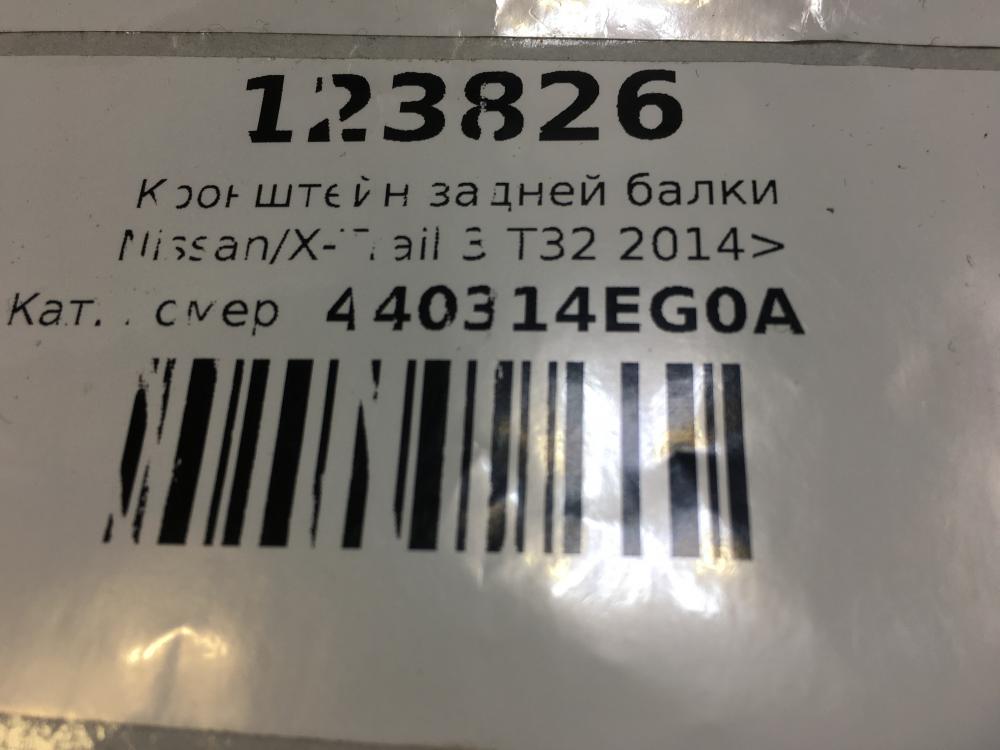 123826
Кронштейн задней балки
Nissan/X-Trail 3 T32 2014>
Кат. номер 440314EG0A